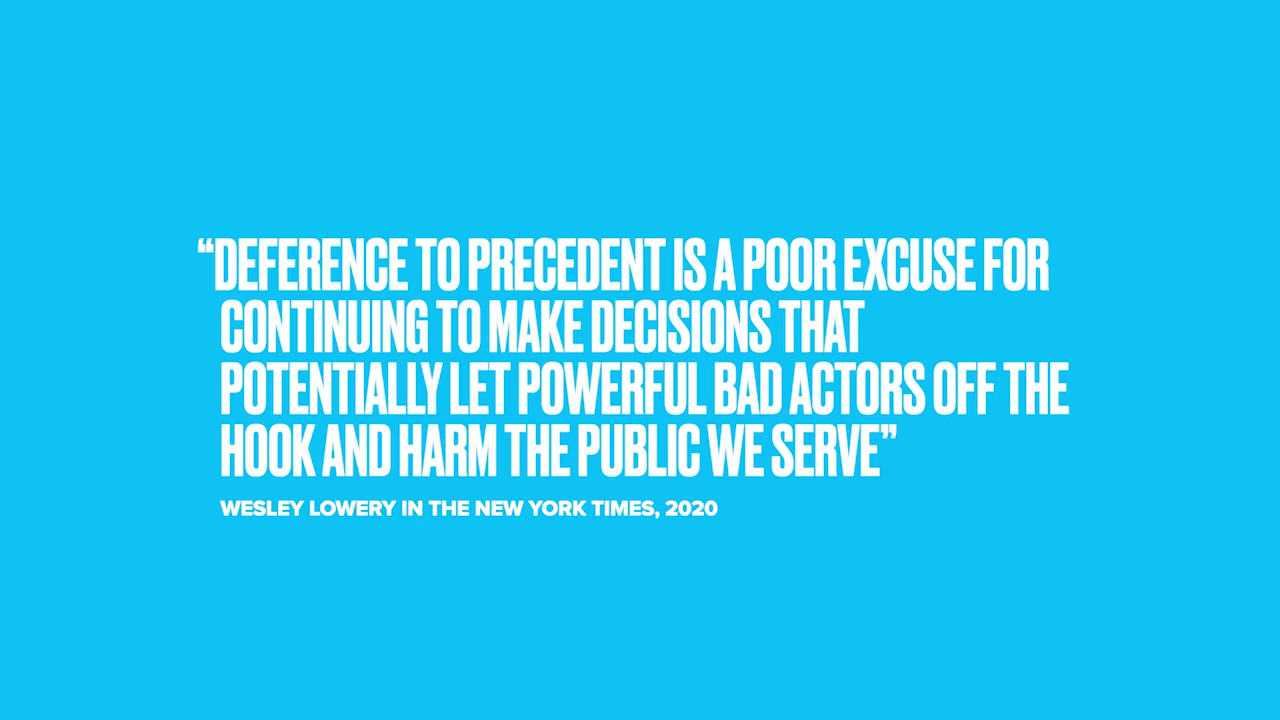 “DEFERENCE TO PRECEDENT IS A POOR EXCUSE FOR
CONTINUING TO MAKE DECISIONS THAT
POTENTIALLY LET POWERFUL BAD ACTORS OFF THE
HOOK AND HARM THE PUBLIC WE SERVE”
WESLEY LOWERY IN THE NEW YORK TIMES, 2020